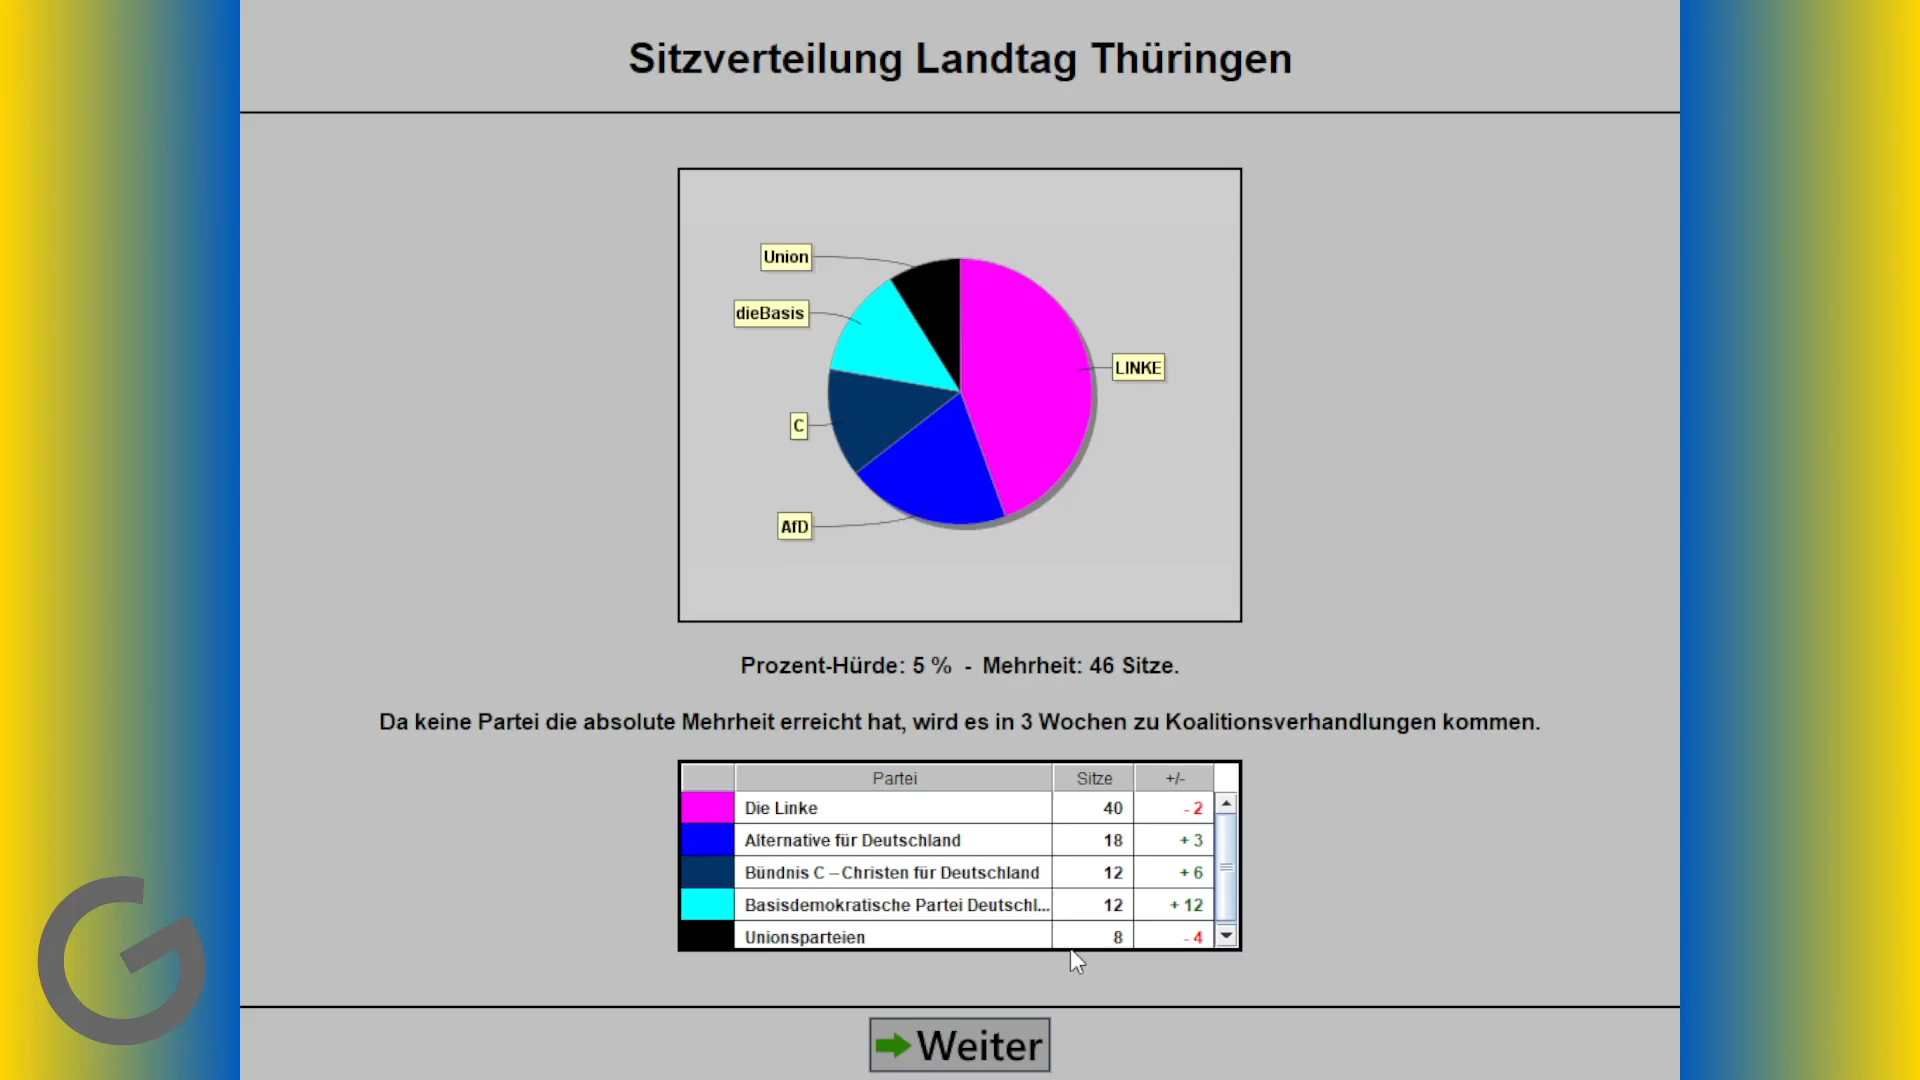 Sitzverteilung Landtag Thüringen
Union
dieBasis
LINKE
C
AfD
Prozent-Hürde: 5 % - Mehrheit: 46 Sitze.
Da keine Partei die absolute Mehrheit erreicht hat, wird es in 3 Wochen zu Koalitionsverhandlungen kommen.
Partei Sitze +/-
Die Linke 40 - 2
Alternative für Deutschland 18 + 3
Bündnis C – Christen für Deutschland 12 + 6
Basisdemokratische Partei Deutschl... 12 + 12
Unionsparteien 8 - 4
Weiter
G